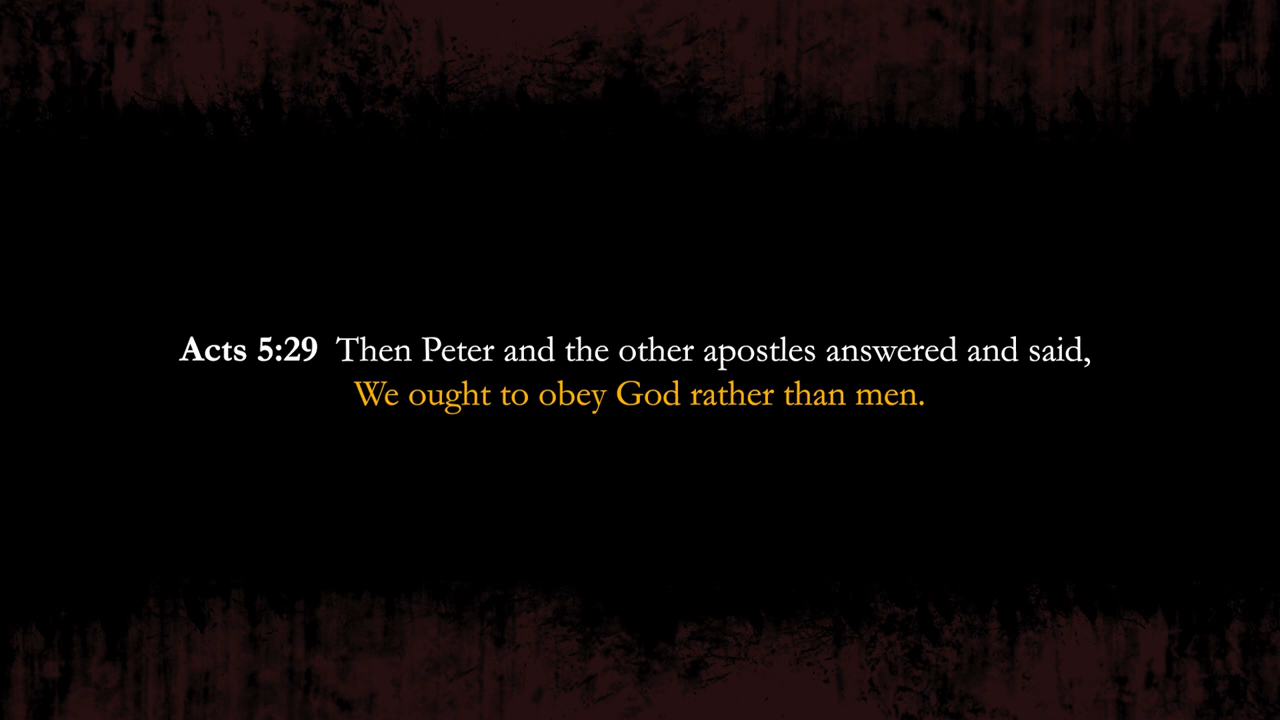 Acts 5:29 Then Peter and the other apostles answered and said,
We ought to obey God rather than men.